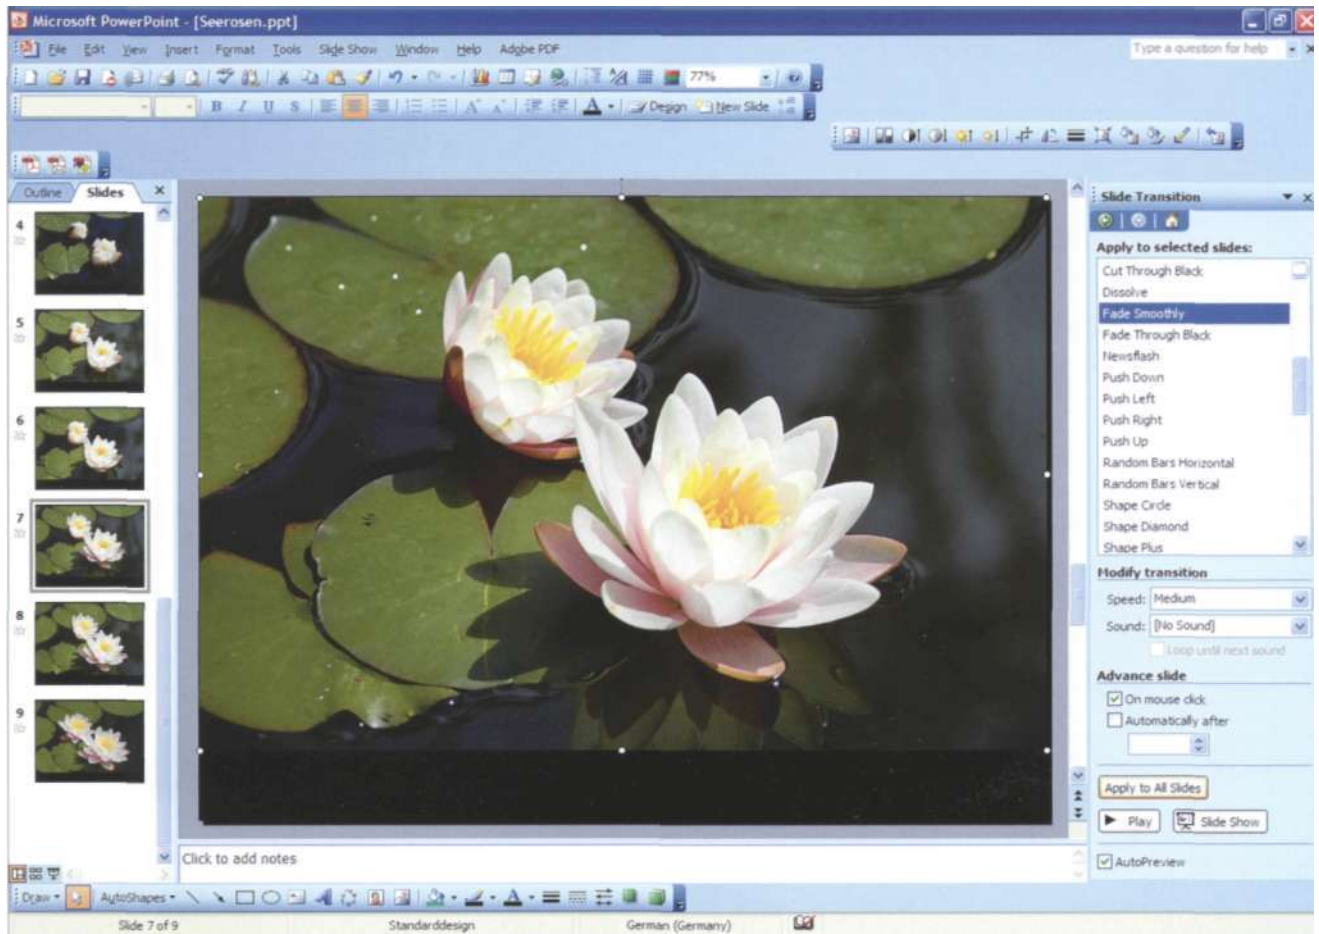 Microsoft PowerPoint - [Seerosen.ppt]
File Edit View Insert Format Tools Slide Show Window Help Adobe PDF
Type a question for help
77%
B I U S A A A Design New Slide
Outline Slides
4
5
6
7
8
9
Slide Transition
Apply to selected slides:
Cut Through Black
Dissolve
Fade Smoothly
Fade Through Black
Newsflash
Push Down
Push Left
Push Right
Push Up
Random Bars Horizontal
Random Bars Vertical
Shape Circle
Shape Diamond
Shape Plus
Modify transition
Speed: Medium
Sound: [No Sound]
Loop until next sound
Advance slide
On mouse click
Automatically after
Apply to All Slides
Play Slide Show
AutoPreview
Click to add notes
Draw AutoShapes A A
Slide 7 of 9 Standarddesign German (Germany)